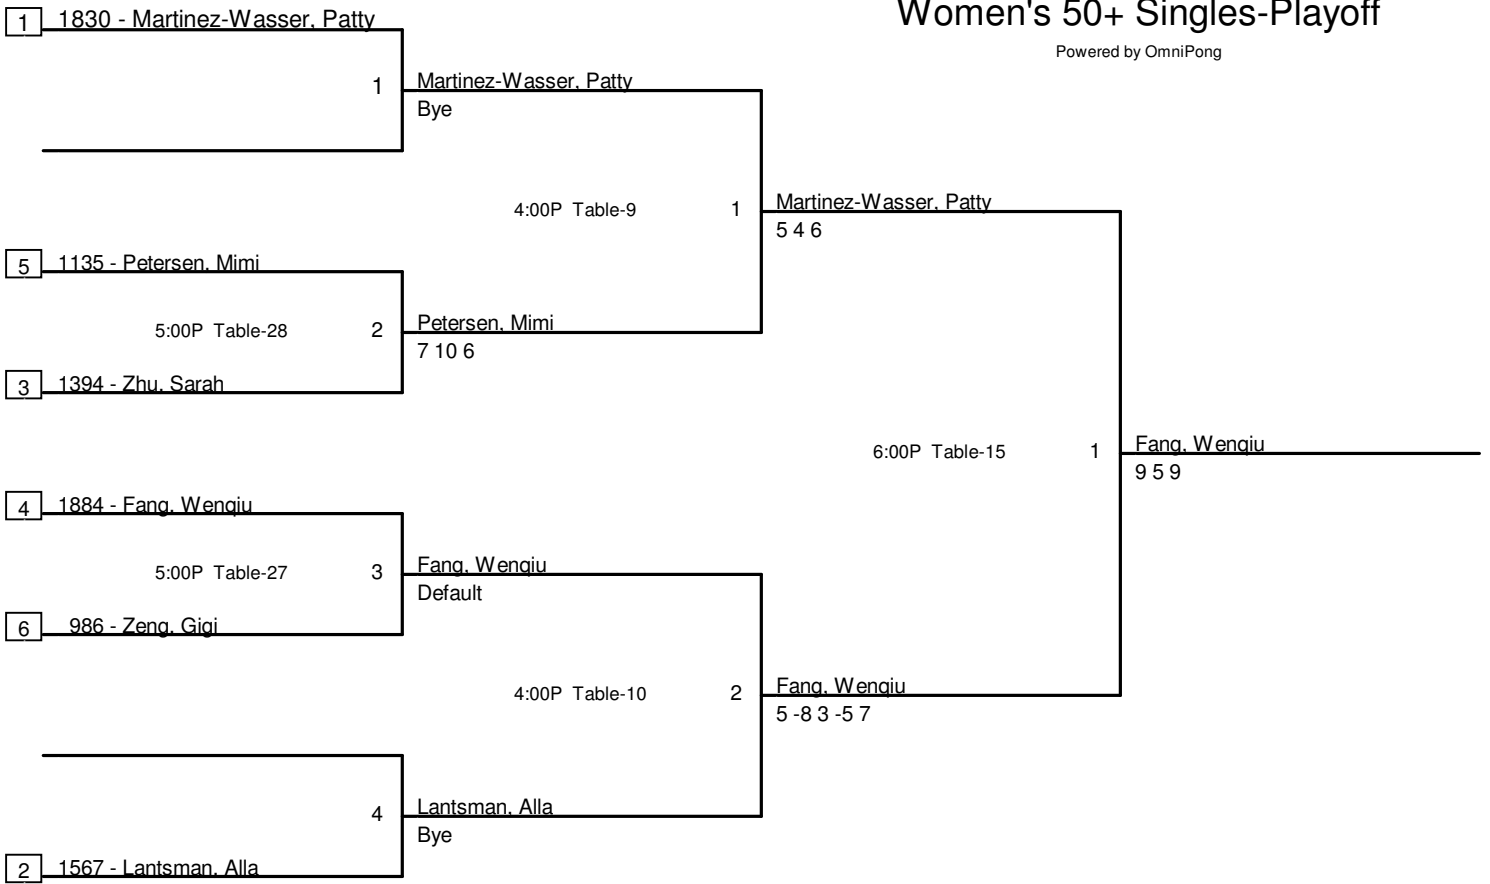 Women's 50+ Singles-Playoff
Powered by OmniPong
1 1830 - Martinez-Wasser, Patty
1 Martinez-Wasser, Patty
Bye
4:00P Table-9 1 Martinez-Wasser, Patty
5 4 6
5 1135 - Petersen, Mimi
5:00P Table-28 2 Petersen, Mimi
7 10 6
3 1394 - Zhu, Sarah
6:00P Table-15 1 Fang, Wenqiu
9 5 9
4 1884 - Fang, Wenqiu
5:00P Table-27 3 Fang, Wenqiu
Default
6 986 - Zeng, Gigi
4:00P Table-10 2 Fang, Wenqiu
5 -8 3 -5 7
4 Lantsman, Alla
Bye
2 1567 - Lantsman, Alla